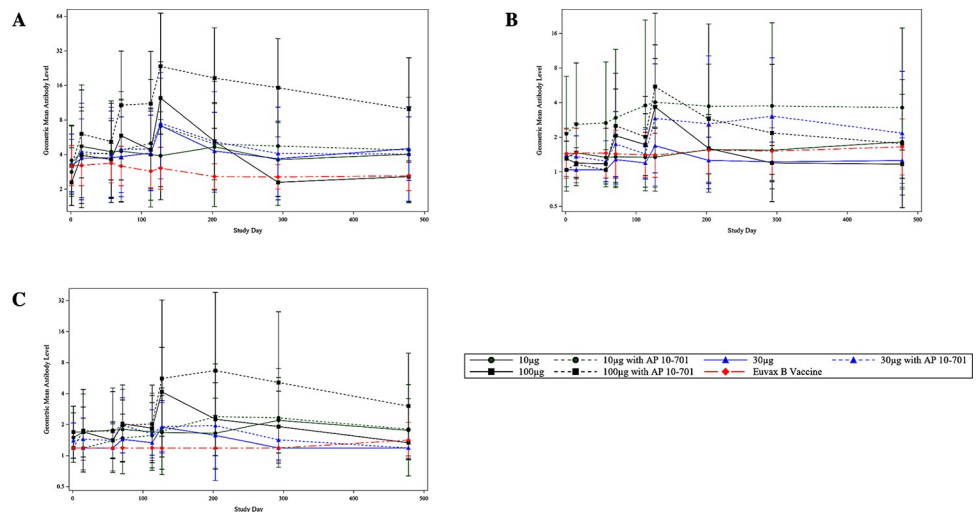 A
Geometric Mean Antibody Level
64
32
16
8
4
2
0
100
200
300
400
500
Study Day
B
Geometric Mean Antibody Level
16
4
2
1
0.5
0
100
200
300
400
500
Study Day
C
Geometric Mean Antibody Level
32
8
4
2
1
0.5
0
100
200
300
400
500
Study Day
10µg
10µg with AP 10-701
30µg
30µg with AP 10-701
100µg
100µg with AP 10-701
Euvax B Vaccine